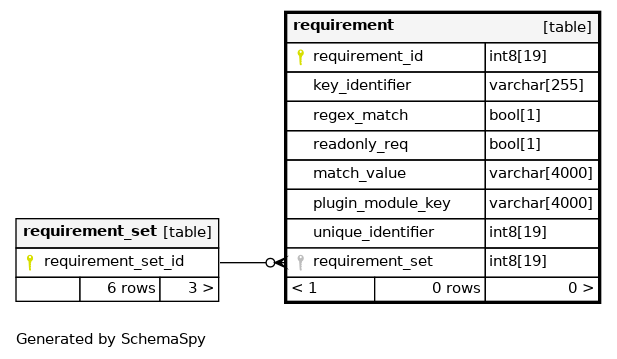 requirement [table]
requirement_id int8[19]
key_identifier varchar[255]
regex_match bool[1]
readonly_req bool[1]
match_value varchar[4000]
plugin_module_key varchar[4000]
unique_identifier int8[19]
requirement_set int8[19]
< 1 0 rows 0 >
requirement_set [table]
requirement_set_id
6 rows 3 >
Generated by SchemaSpy